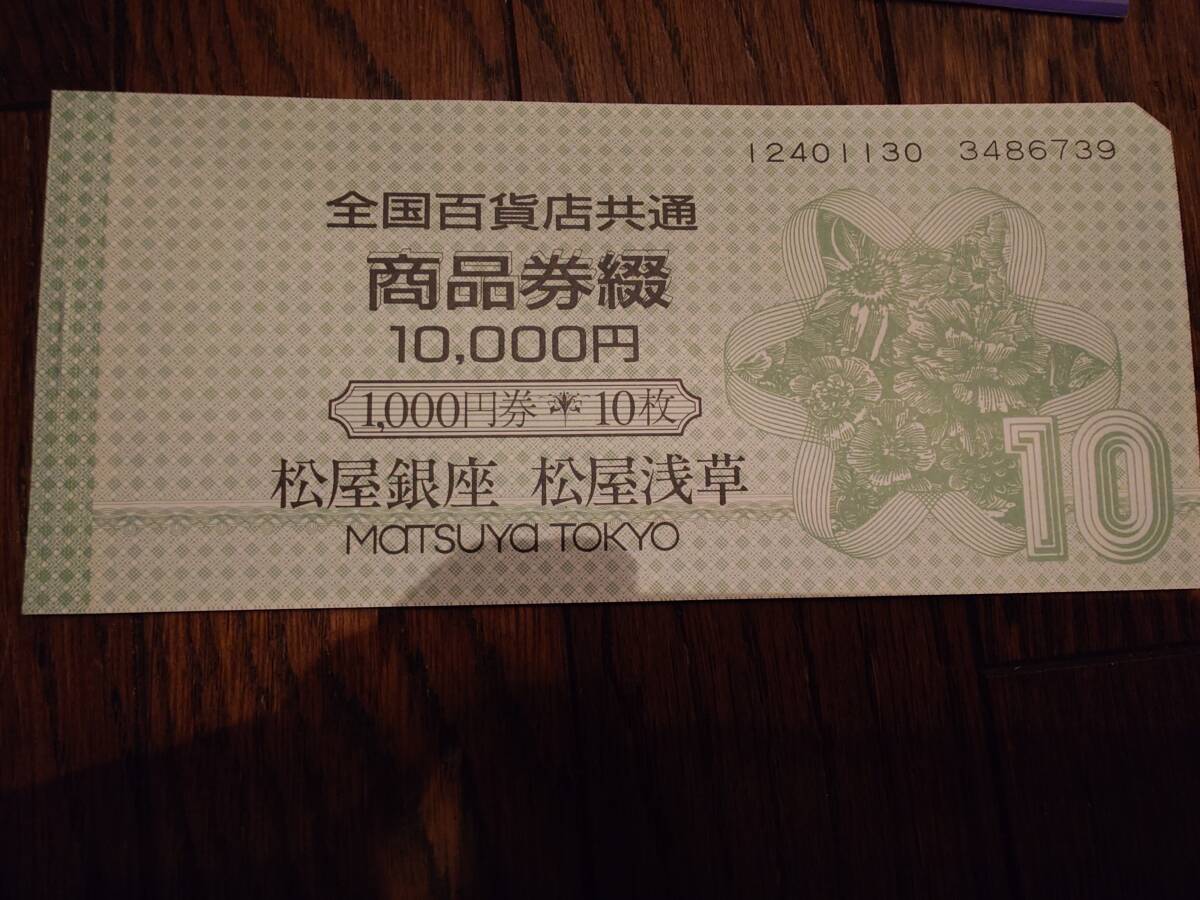 12401130 3486739
全国百貨店共通
商品券綴
10,000円
1,000円券 10枚
松屋銀座 松屋浅草
MATSUYA TOKYO
10